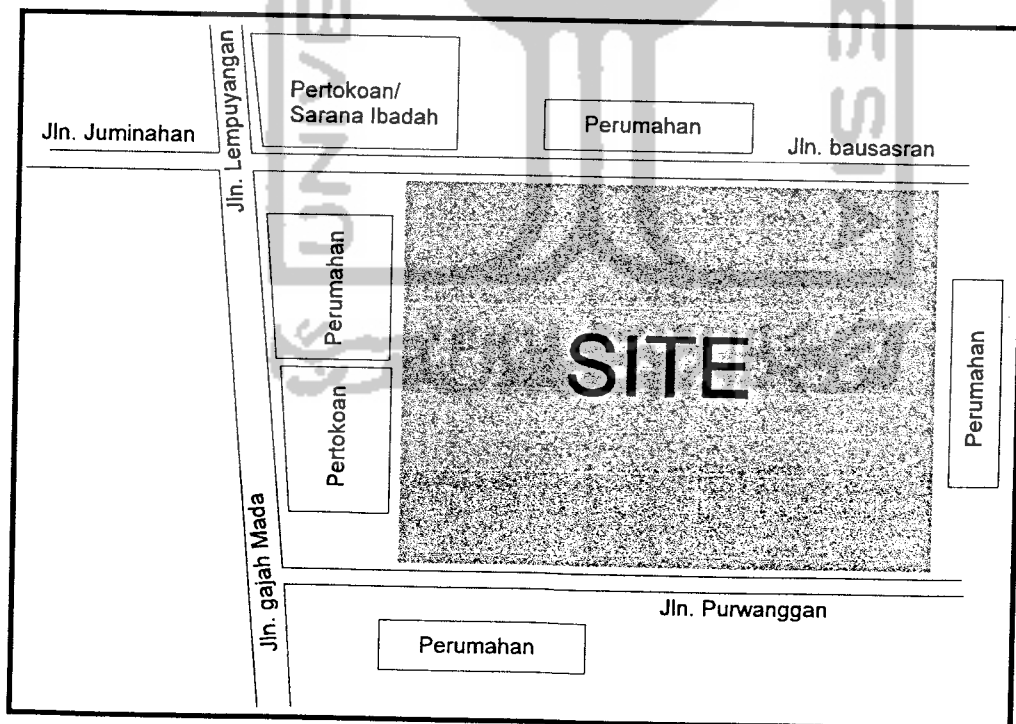 Pertokoan/
Sarana Ibadah
Perumahan
Jln. Juminahan
Jln. Lempuyangan
Jln. bausasran
Perumahan
SITE
Perumahan
Pertokoan
Jln. gajah Mada
Jln. Purwanggan
Perumahan